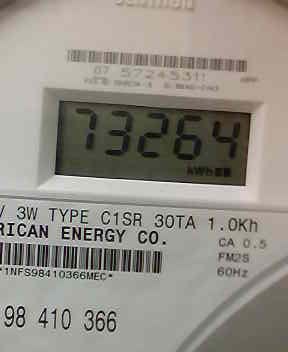 07 57245311
73264
kWh
V 3W TYPE C1SR 30TA 1.0Kh
RICAN ENERGY CO.
CA 0.5
FM2S
*1NFS98410366MEC*
60Hz
98 410 366